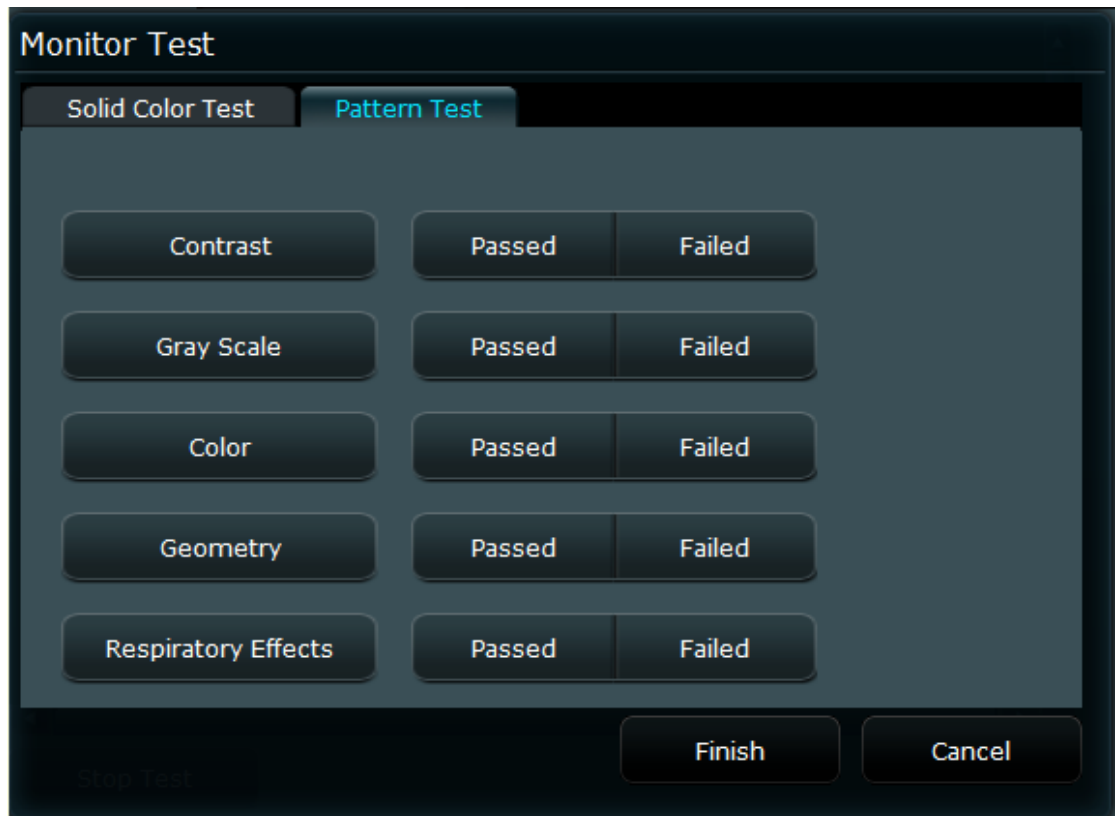 Monitor Test
Solid Color Test Pattern Test
Contrast Passed Failed
Gray Scale Passed Failed
Color Passed Failed
Geometry Passed Failed
Respiratory Effects Passed Failed
Finish Cancel
Stop Test